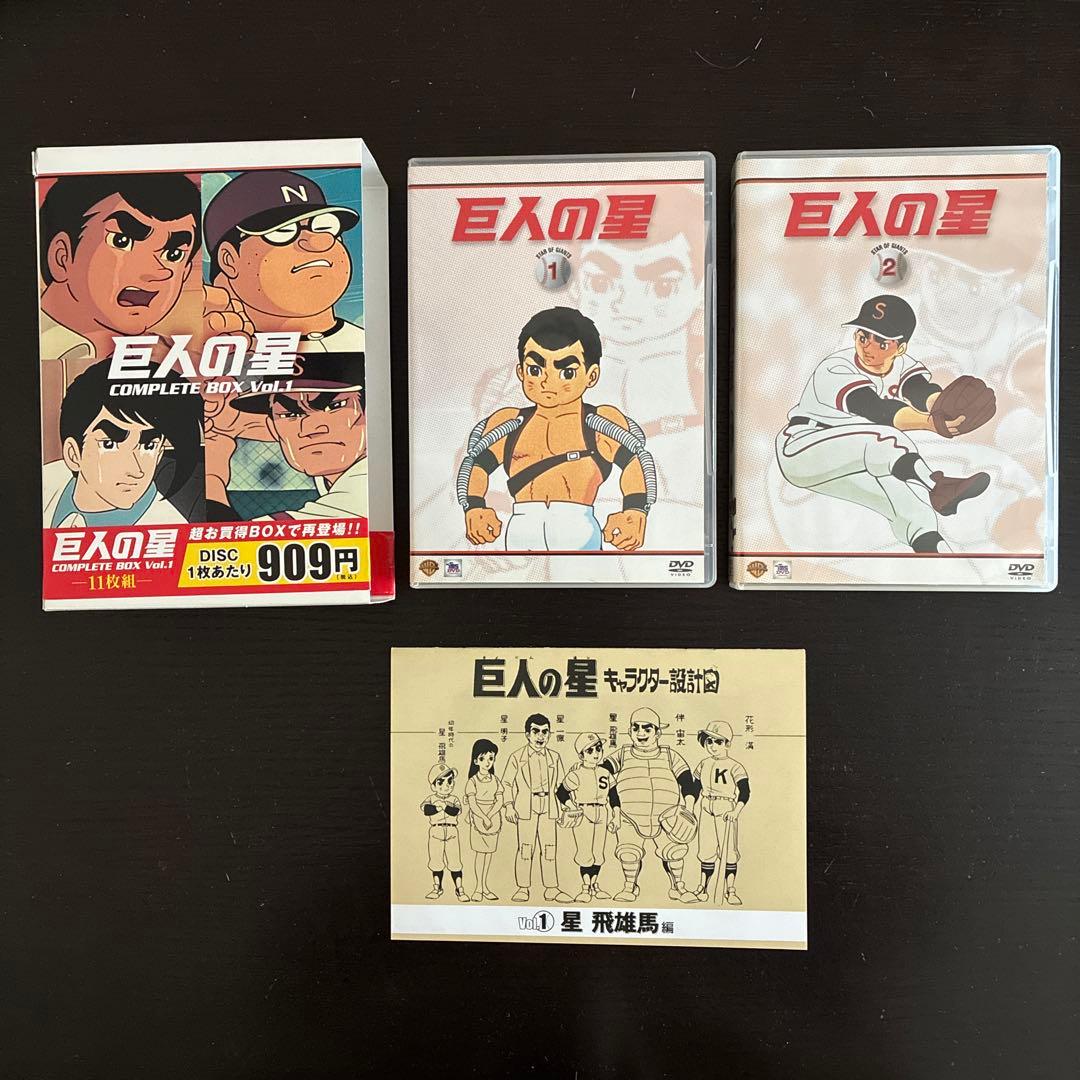 N
S
巨人の星
COMPLETE BOX Vol.1
巨人の星
COMPLETE BOX Vol.1
—11枚組—
超お買得BOXで再登場!!
DISC
1枚あたり
909円
(税込)
巨人の星
STAR OF GIANTS
1
DVD
VIDEO
巨人の星
STAR OF GIANTS
2
S
S
DVD
VIDEO
巨人の星 キャラクター設計図
幼年時代の
星 飛雄馬
星 明子
星 一徹
星 飛雄馬
伴 宙太
花形 満
S
K
Vol.① 星 飛雄馬 編